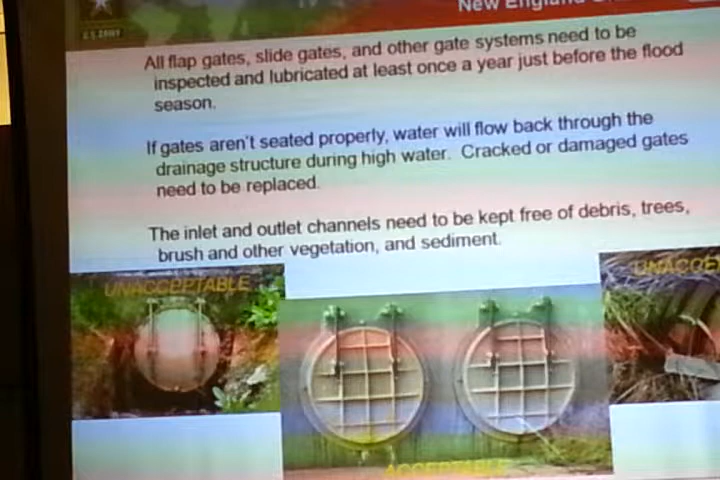 U.S. ARMY
New England
All flap gates, slide gates, and other gate systems need to be
inspected and lubricated at least once a year just before the flood
season.
If gates aren't seated properly, water will flow back through the
drainage structure during high water. Cracked or damaged gates
need to be replaced.
The inlet and outlet channels need to be kept free of debris, trees,
brush and other vegetation, and sediment.
UNACCEPTABLE
ACCEPTABLE